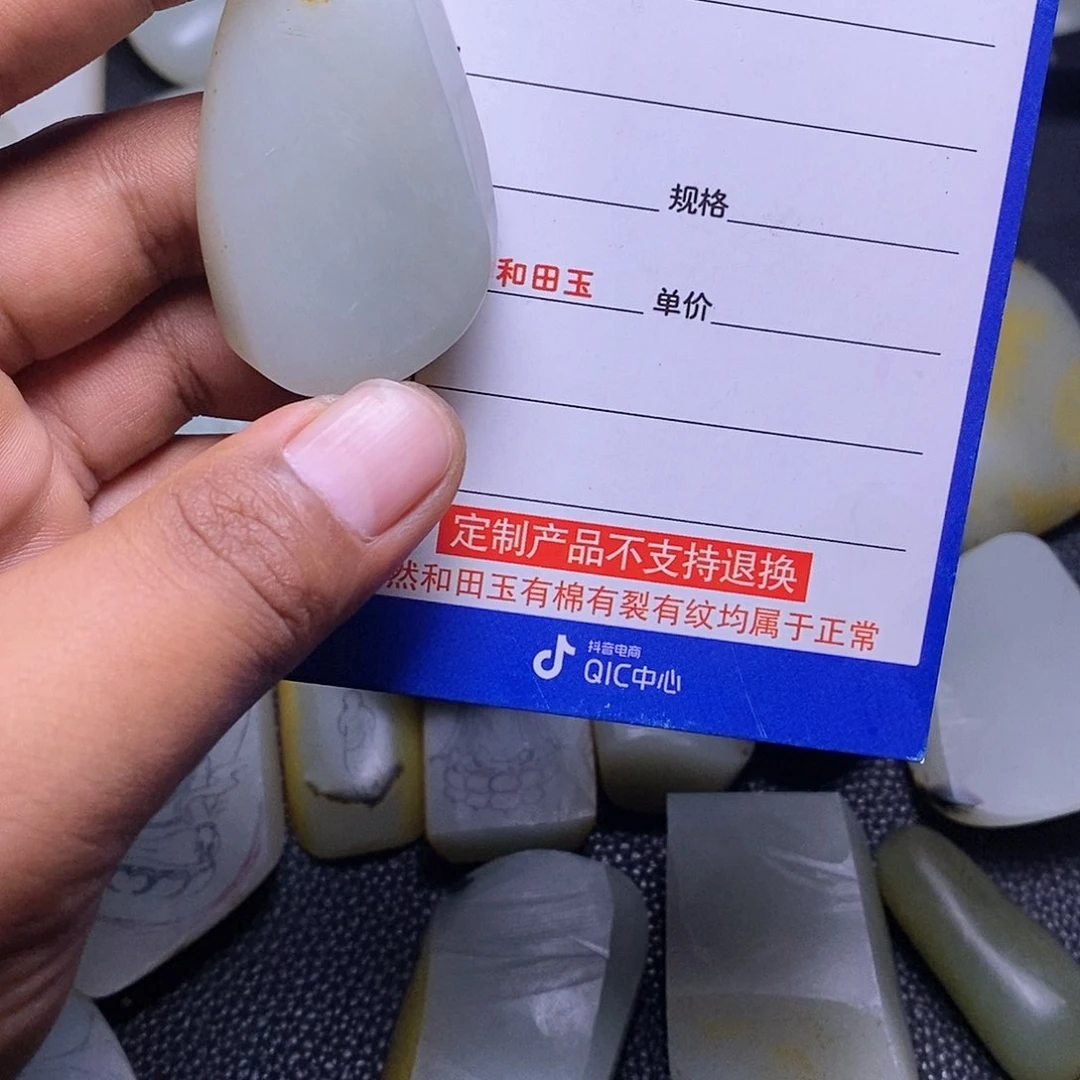 规格
和田玉 单价
定制产品不支持退换
然和田玉有棉有裂有纹均属于正常
抖音电商
QIC中心